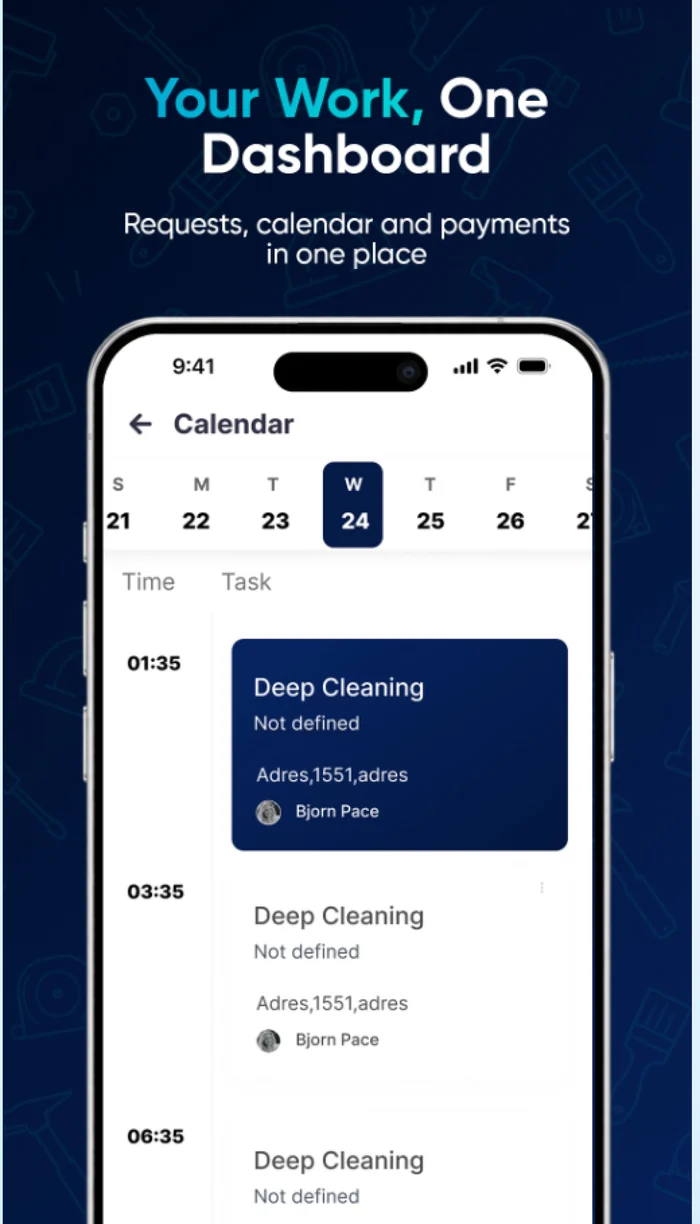 Your Work, One
Dashboard
Requests, calendar and payments
in one place
9:41
Calendar
S M T W T F S
21 22 23 24 25 26 27
Time Task
01:35
Deep Cleaning
Not defined
Adres,1551,adres
Bjorn Pace
03:35
Deep Cleaning
Not defined
Adres,1551,adres
Bjorn Pace
06:35
Deep Cleaning
Not defined